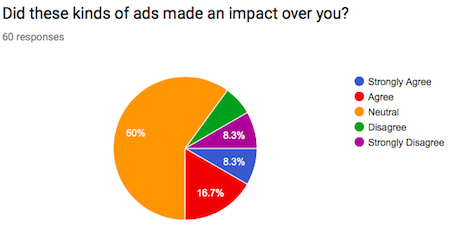 Did these kinds of ads made an impact over you?
60 responses
Strongly Agree
Agree
Neutral
Disagree
Strongly Disagree
60%
8.3%
8.3%
16.7%